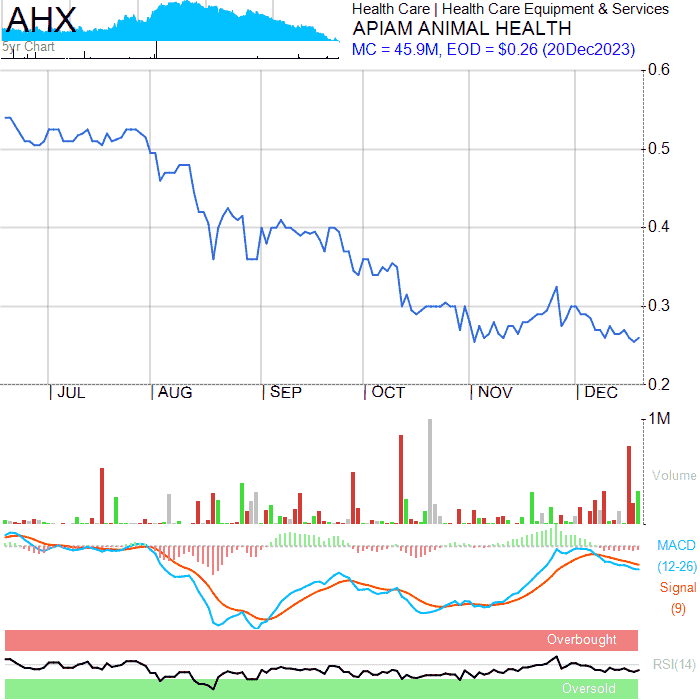 AHX
5yr Chart
Health Care | Health Care Equipment & Services
APIAM ANIMAL HEALTH
MC = 45.9M, EOD = $0.26 (20Dec2023)
0.6
0.5
0.4
0.3
0.2
JUL AUG SEP OCT NOV DEC
1M
Volume
MACD
(12-26)
Signal
(9)
Overbought
RSI(14)
Oversold